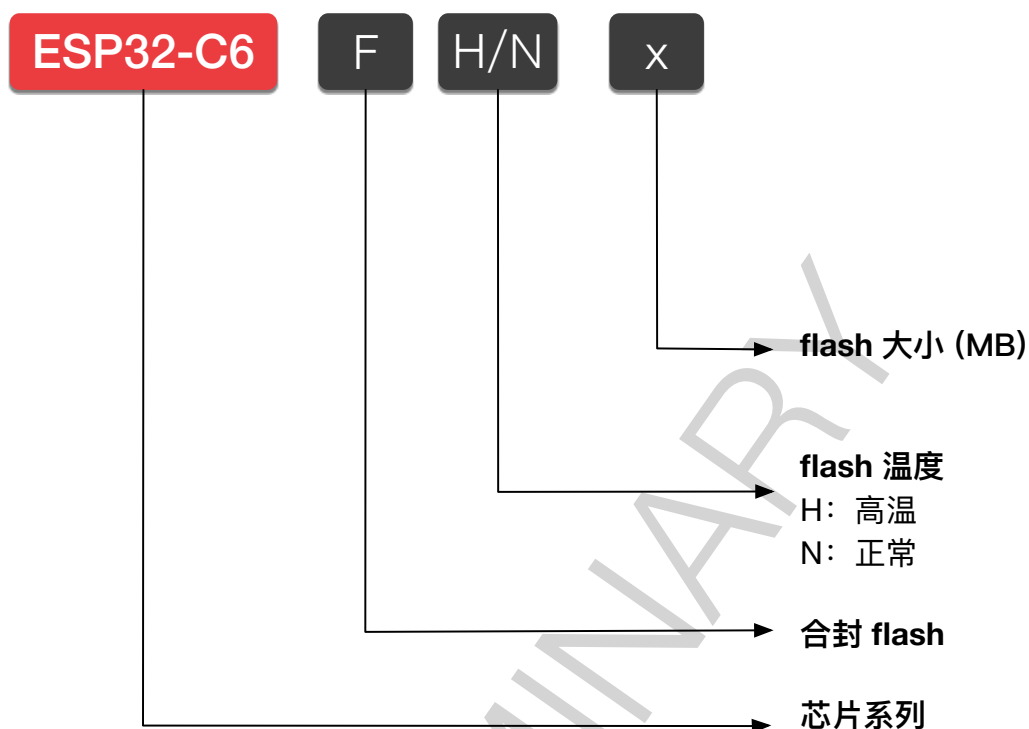 ESP32-C6 F H/N x
flash 大小 (MB)
flash 温度
H：高温
N：正常
合封 flash
芯片系列